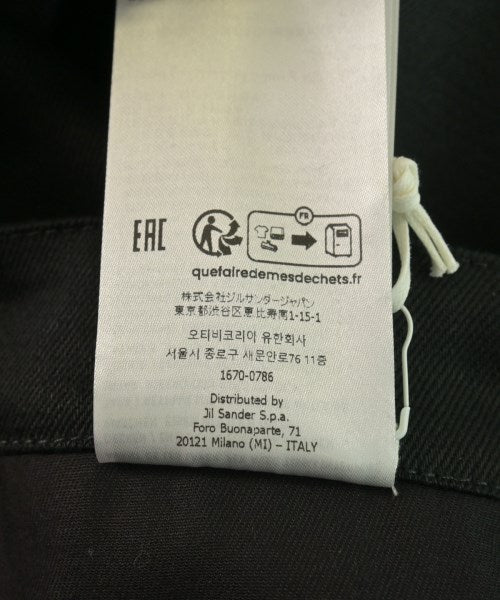 EAC
FR
quefairedemesdechets.fr
株式会社ジルサンダージャパン
東京都渋谷区恵比寿南1-15-1
오티비코리아 유한회사
서울시 종로구 새문안로76 11층
1670-0786
Distributed by
Jil Sander S.p.a.
Foro Buonaparte, 71
20121 Milano (MI) – ITALY